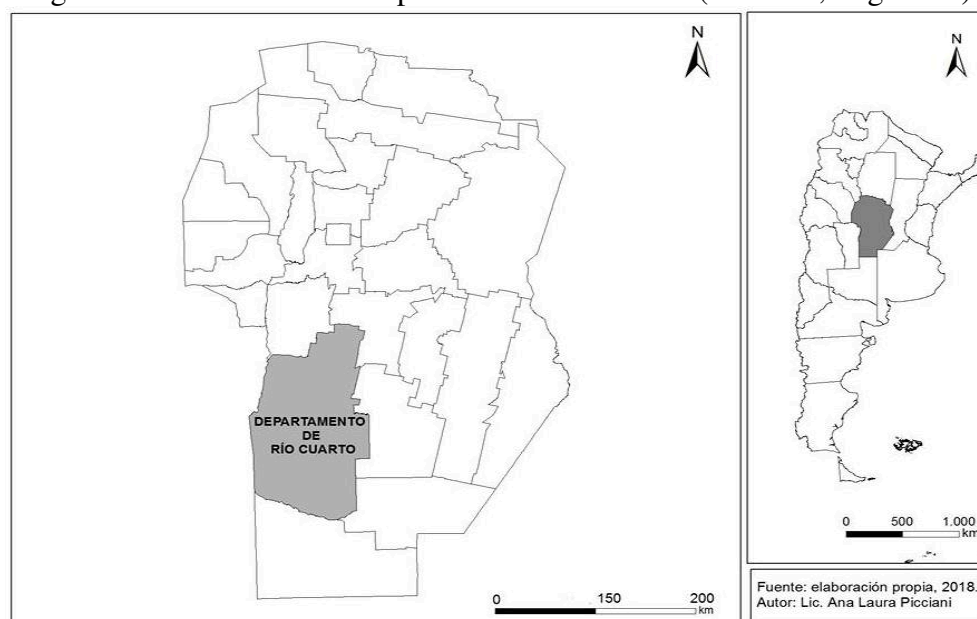 N
N
DEPARTAMENTO
DE
RÍO CUARTO
0 150 200
km
0 500 1.000
km
Fuente: elaboración propia, 2018.
Autor: Lic. Ana Laura Picciani